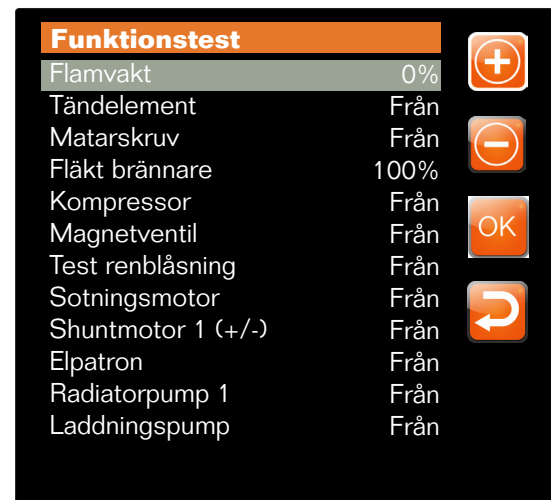 Funktionstest
Flamvakt 0%
Tändelement Från
Matarskruv Från
Fläkt brännare 100%
Kompressor Från
Magnetventil Från
Test renblåsning Från
Sotningsmotor Från
Shuntmotor 1 (+/-) Från
Elpatron Från
Radiatorpump 1 Från
Laddningspump Från
OK